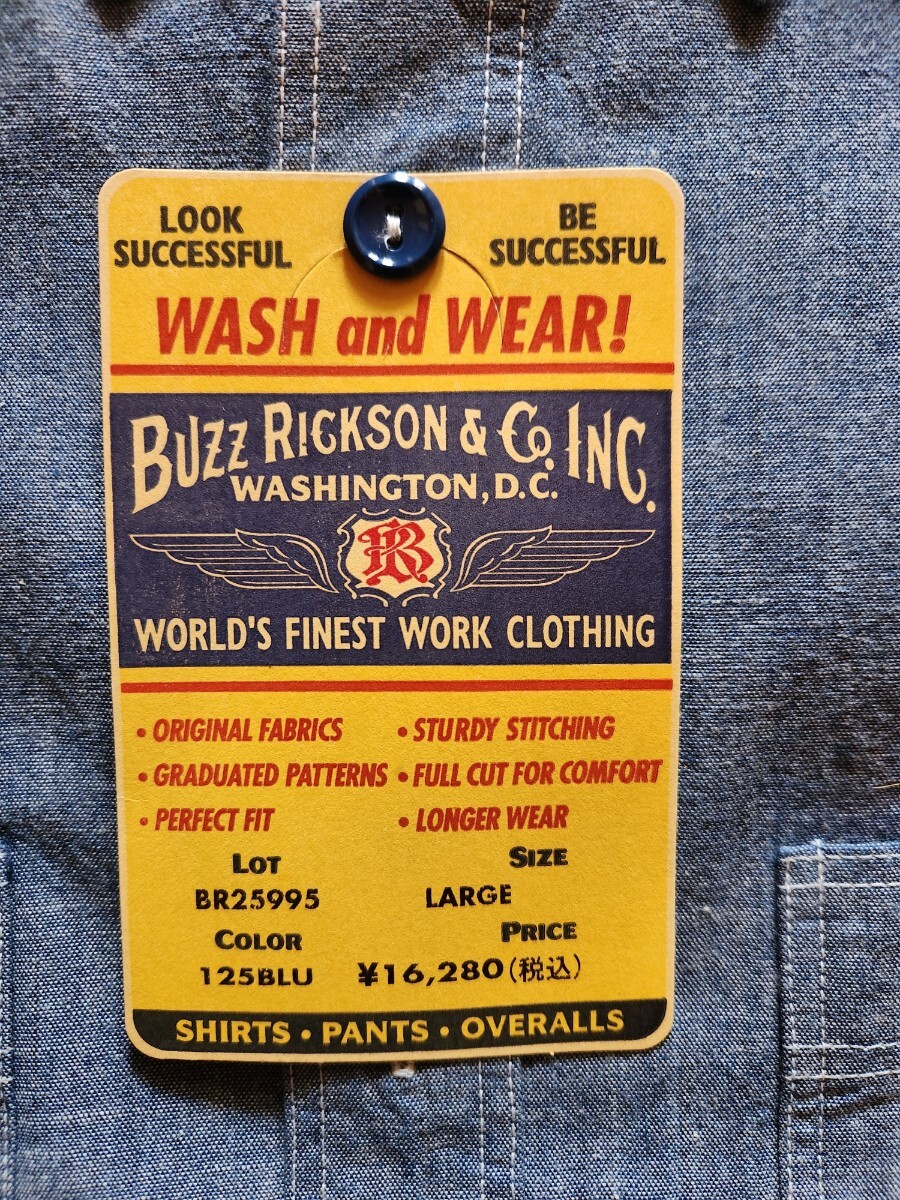 LOOK
SUCCESSFUL
BE
SUCCESSFUL
WASH and WEAR!
BUZZ RICKSON & CO. INC.
WASHINGTON, D.C.
BR
WORLD'S FINEST WORK CLOTHING
• ORIGINAL FABRICS
• GRADUATED PATTERNS
• PERFECT FIT
• STURDY STITCHING
• FULL CUT FOR COMFORT
• LONGER WEAR
LOT
BR25995
SIZE
LARGE
COLOR
125BLU
PRICE
¥16,280(税込)
SHIRTS • PANTS • OVERALLS